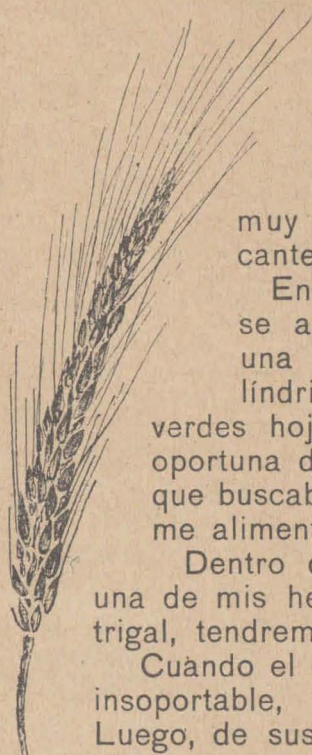 muy
cante
En
se a
una
líndri
verdes hoj
oportuna d
que buscab
me aliment
Dentro
una de mis he
trigal, tendrem
Cuando el
insoportable,
Luego, de sus